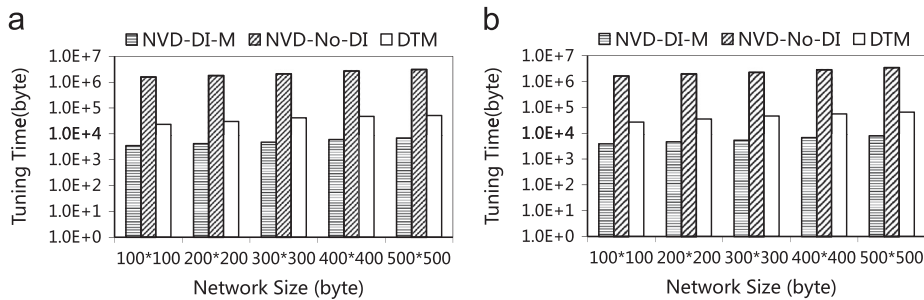 a
NVD-DI-M NVD-No-DI DTM
Tuning Time(byte)
1.0E+7
1.0E+6
1.0E+5
1.0E+4
1.0E+3
1.0E+2
1.0E+1
1.0E+0
100*100 200*200 300*300 400*400 500*500
Network Size (byte)
b
NVD-DI-M NVD-No-DI DTM
Tuning Time(byte)
1.0E+7
1.0E+6
1.0E+5
1.0E+4
1.0E+3
1.0E+2
1.0E+1
1.0E+0
100*100 200*200 300*300 400*400 500*500
Network Size (byte)